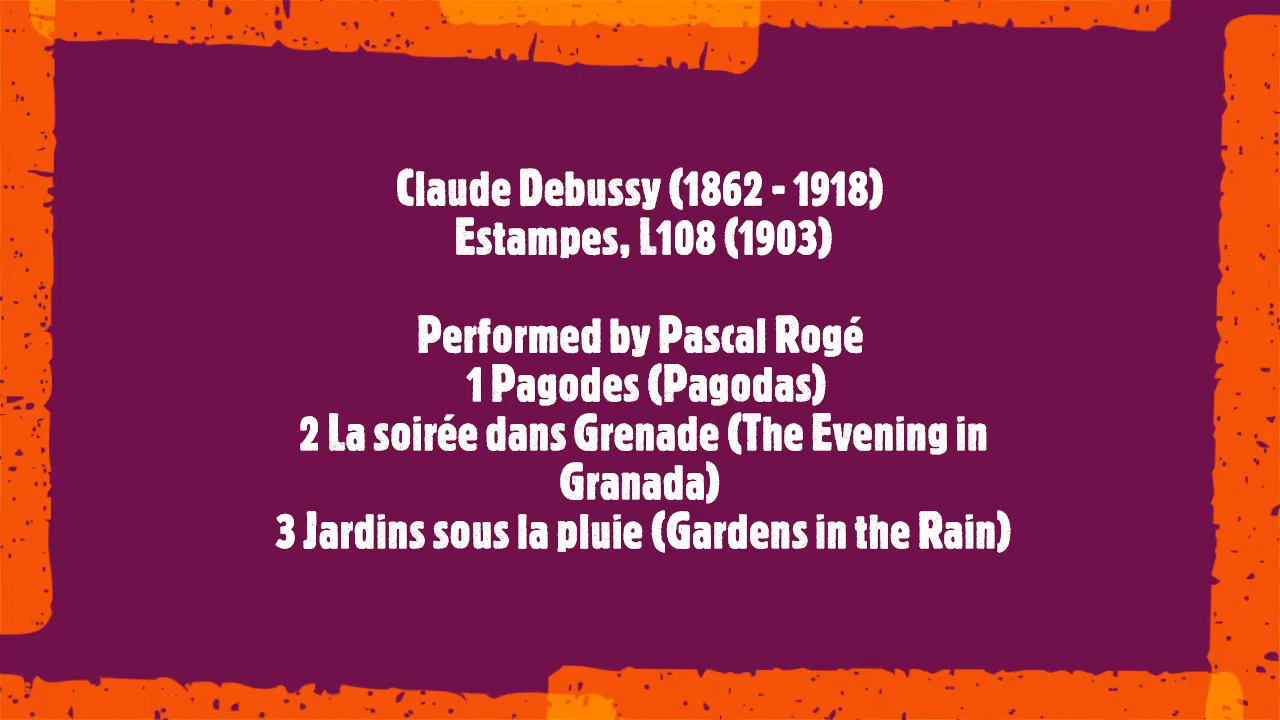 Claude Debussy (1862 - 1918)
Estampes, L108 (1903)
Performed by Pascal Rogé
1 Pagodes (Pagodas)
2 La soirée dans Grenade (The Evening in
Granada)
3 Jardins sous la pluie (Gardens in the Rain)